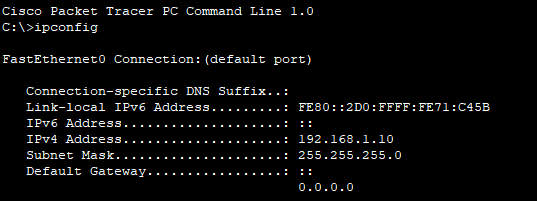 Cisco Packet Tracer PC Command Line 1.0
C:\>ipconfig
FastEthernet0 Connection:(default port)
Connection-specific DNS Suffix..:
Link-local IPv6 Address.........: FE80::2D0:FFFF:FE71:C45B
IPv6 Address....................: ::
IPv4 Address....................: 192.168.1.10
Subnet Mask.....................: 255.255.255.0
Default Gateway.................: ::
0.0.0.0